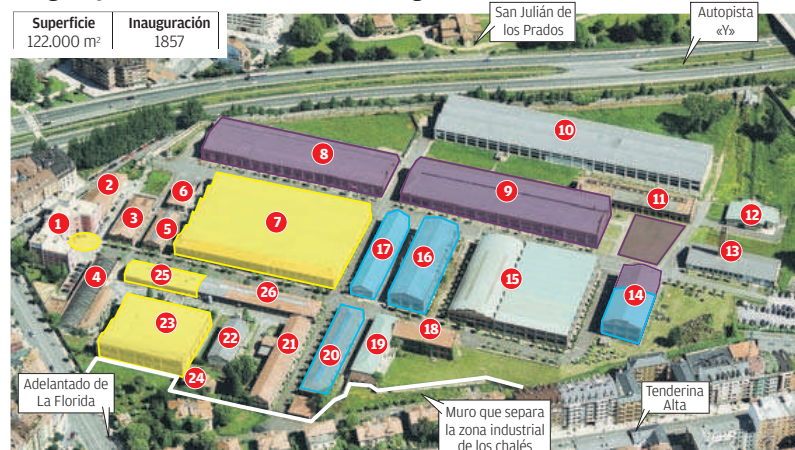 Superficie
122.000 m²
Inauguración
1857
San Julián de
los Prados
Autopista
«Y»
10
8
9
2
6
11
1
3
7
12
5
17
13
4
16
25
15
26
14
23
18
22
21
20
19
24
Adelantado de
La Florida
Muro que separa
la zona industrial
de los chalés
Tenderina
Alta